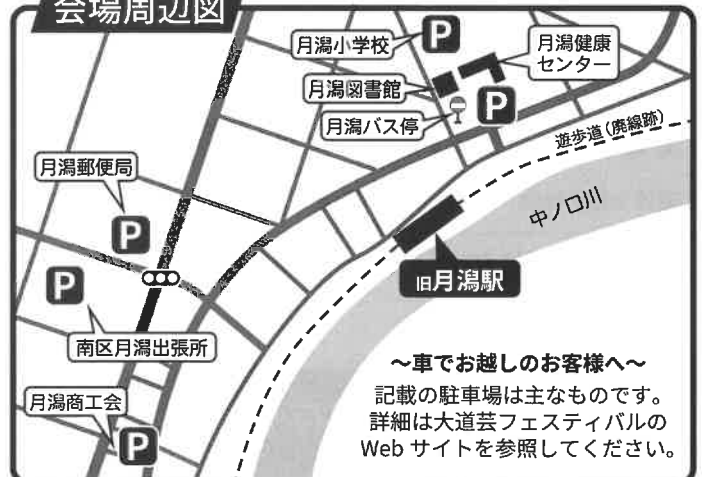 会場周辺図
月潟小学校
P
月潟健康
センター
月潟図書館
P
月潟バス停
遊歩道(廃線跡)
月潟郵便局
P
中ノ口川
P
旧月潟駅
南区月潟出張所
月潟商工会
P
~車でお越しのお客様へ~
記載の駐車場は主なものです。
詳細は大道芸フェスティバルの
Webサイトを参照してください。